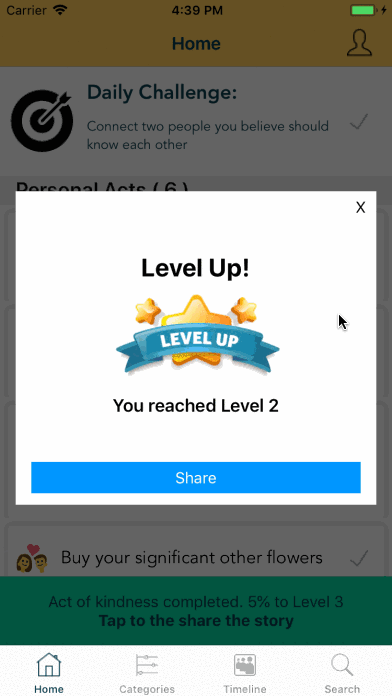 Carrier 4:39 PM
Home
Daily Challenge:
Connect two people you believe should
know each other
Personal Acts ( 6 )
X
Level Up!
LEVEL UP
You reached Level 2
Share
Buy your significant other flowers
Act of kindness completed. 5% to Level 3
Tap to the share the story
Home Categories Timeline Search